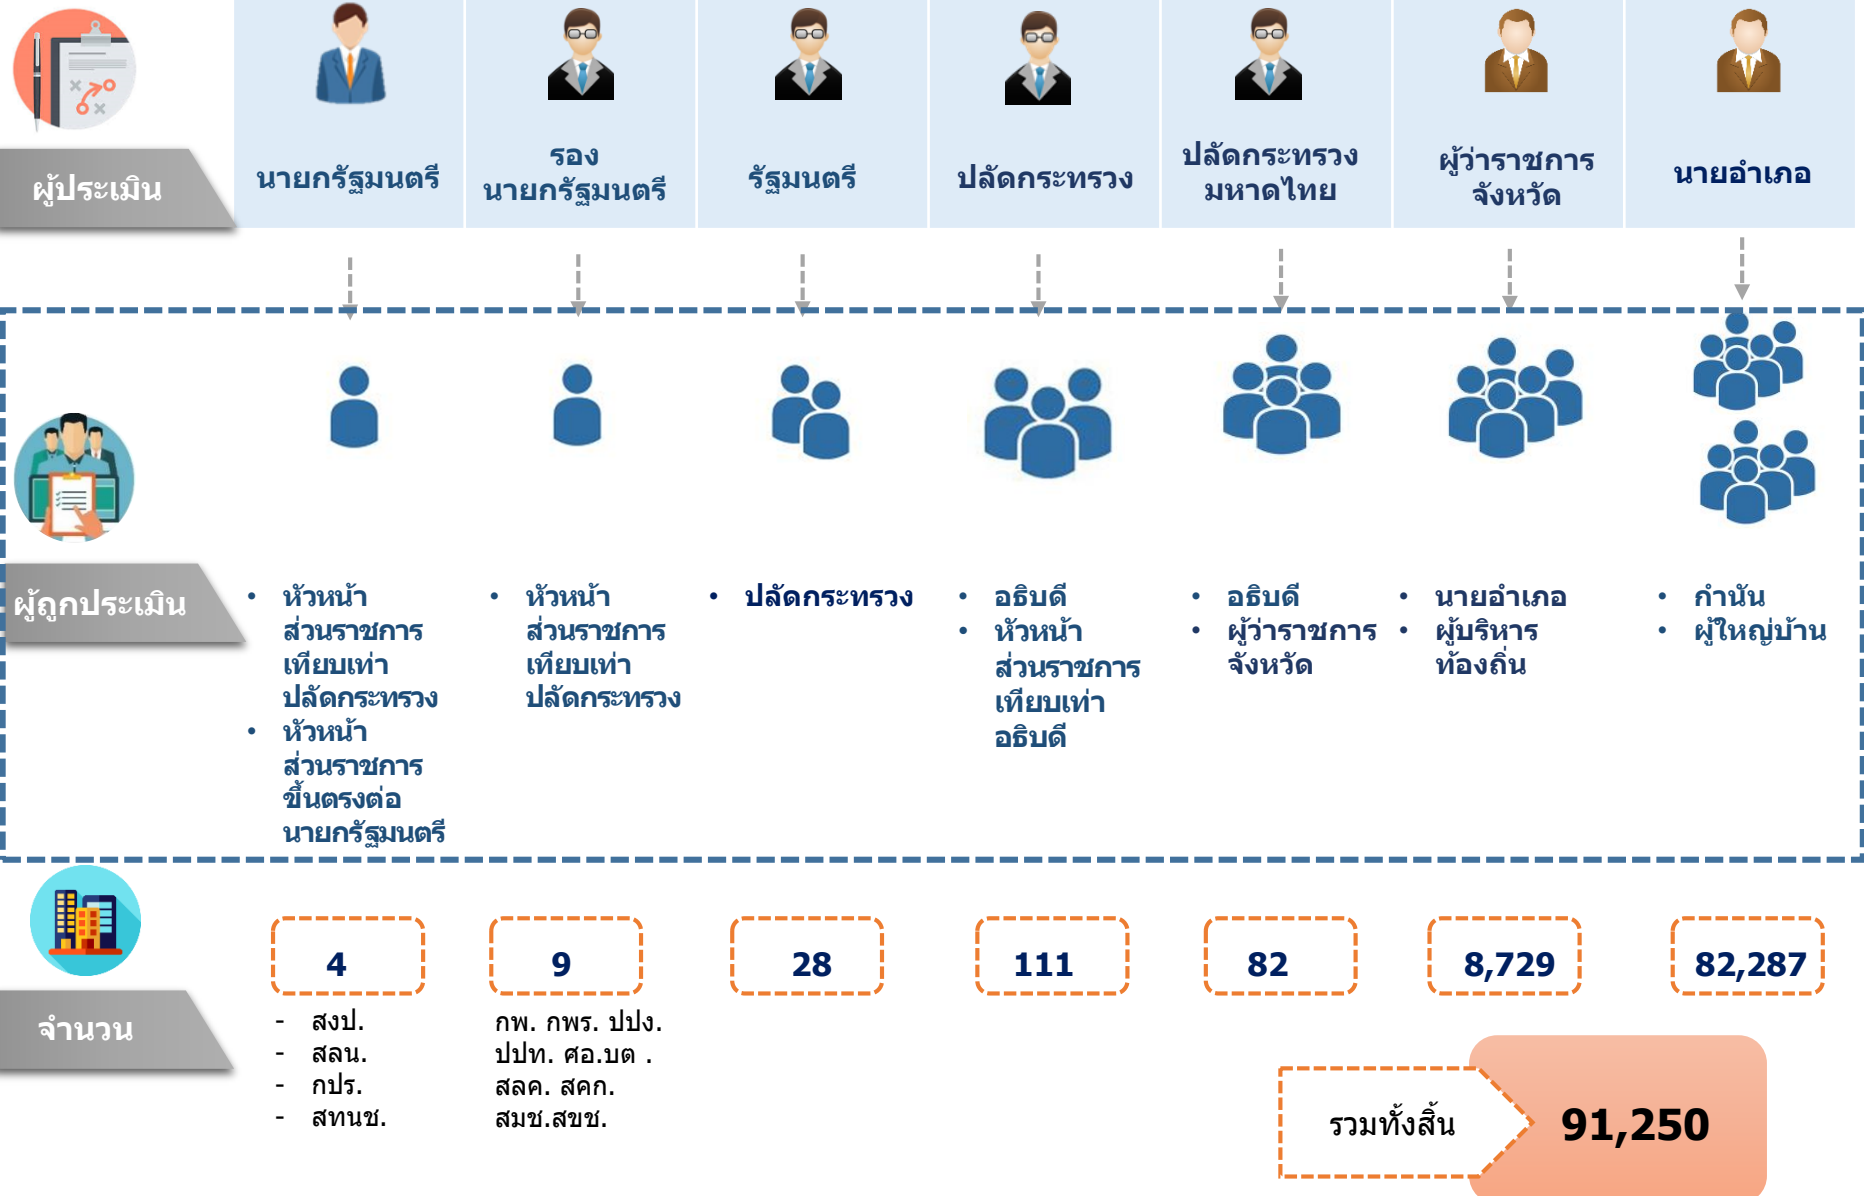 ผู้ประเมิน
นายกรัฐมนตรี
รอง
นายกรัฐมนตรี
รัฐมนตรี
ปลัดกระทรวง
ปลัดกระทรวง
มหาดไทย
ผู้ว่าราชการ
จังหวัด
นายอำเภอ
ผู้ถูกประเมิน
• หัวหน้า
ส่วนราชการ
เทียบเท่า
ปลัดกระทรวง
• หัวหน้า
ส่วนราชการ
ขึ้นตรงต่อ
นายกรัฐมนตรี
• หัวหน้า
ส่วนราชการ
เทียบเท่า
ปลัดกระทรวง
• ปลัดกระทรวง
• อธิบดี
• หัวหน้า
ส่วนราชการ
เทียบเท่า
อธิบดี
• อธิบดี
• ผู้ว่าราชการ
จังหวัด
• นายอำเภอ
• ผู้บริหาร
ท้องถิ่น
• กำนัน
• ผู้ใหญ่บ้าน
จำนวน
4
9
28
111
82
8,729
82,287
- สงป.
- สลน.
- กปร.
- สทนช.
กพ. กพร. ปปง.
ปปท. ศอ.บต .
สลค. สคก.
สมช.สขช.
รวมทั้งสิ้น
91,250